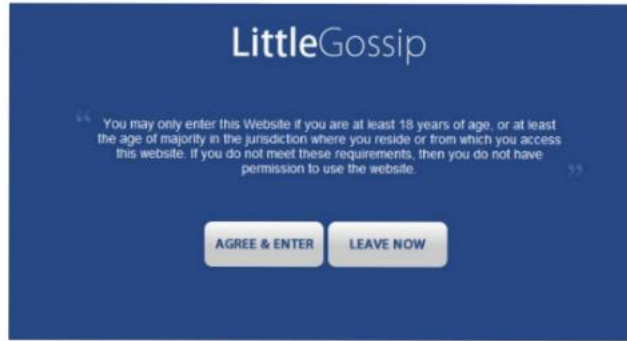 LittleGossip
“ You may only enter this Website if you are at least 18 years of age, or at least
the age of majority in the jurisdiction where you reside or from which you access
this website. If you do not meet these requirements, then you do not have
permission to use the website. ”
AGREE & ENTER LEAVE NOW